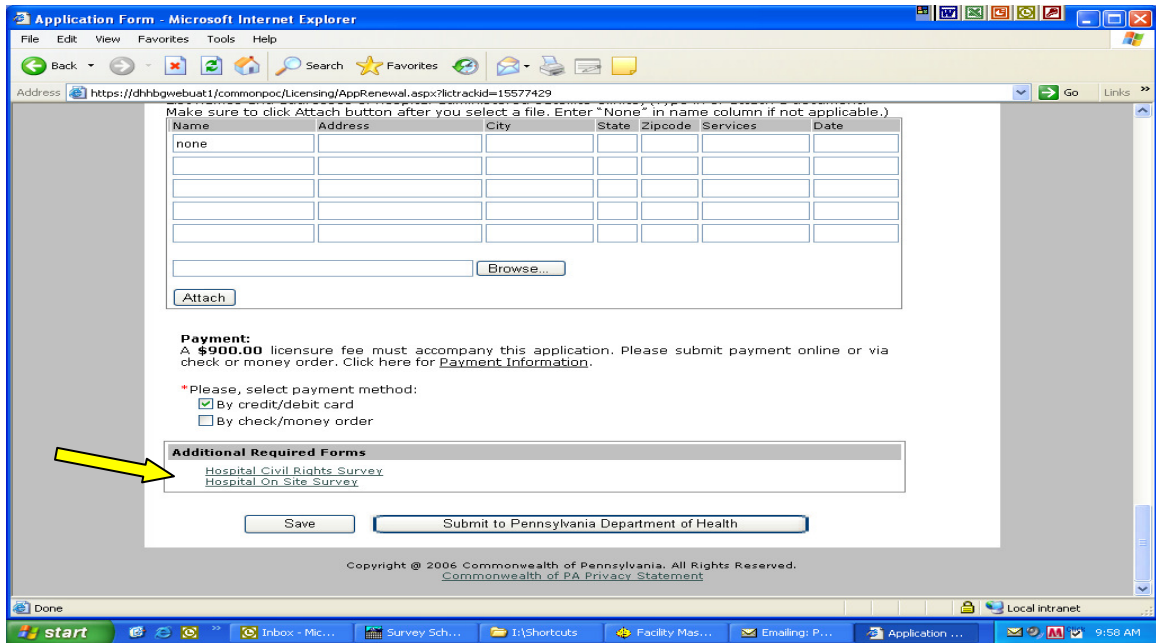 Application Form - Microsoft Internet Explorer
File Edit View Favorites Tools Help
Back Search Favorites
Address https://dhhbgwebuat1/commonpoc/Licensing/AppRenewal.aspx?lictrackid=15577429 Go Links »
Make sure to click Attach button after you select a file. Enter "None" in name column if not applicable.)
Name Address City State Zipcode Services Date
none
Browse...
Attach
Payment:
A $900.00 licensure fee must accompany this application. Please submit payment online or via
check or money order. Click here for Payment Information.
*Please, select payment method:
By credit/debit card
By check/money order
Additional Required Forms
Hospital Civil Rights Survey
Hospital On Site Survey
Save Submit to Pennsylvania Department of Health
Copyright @ 2006 Commonwealth of Pennsylvania. All Rights Reserved.
Commonwealth of PA Privacy Statement
Done Local intranet
start » Inbox - Mic... Survey Sch... I:\Shortcuts Facility Mas... Emailing: P... Application ... 9:58 AM